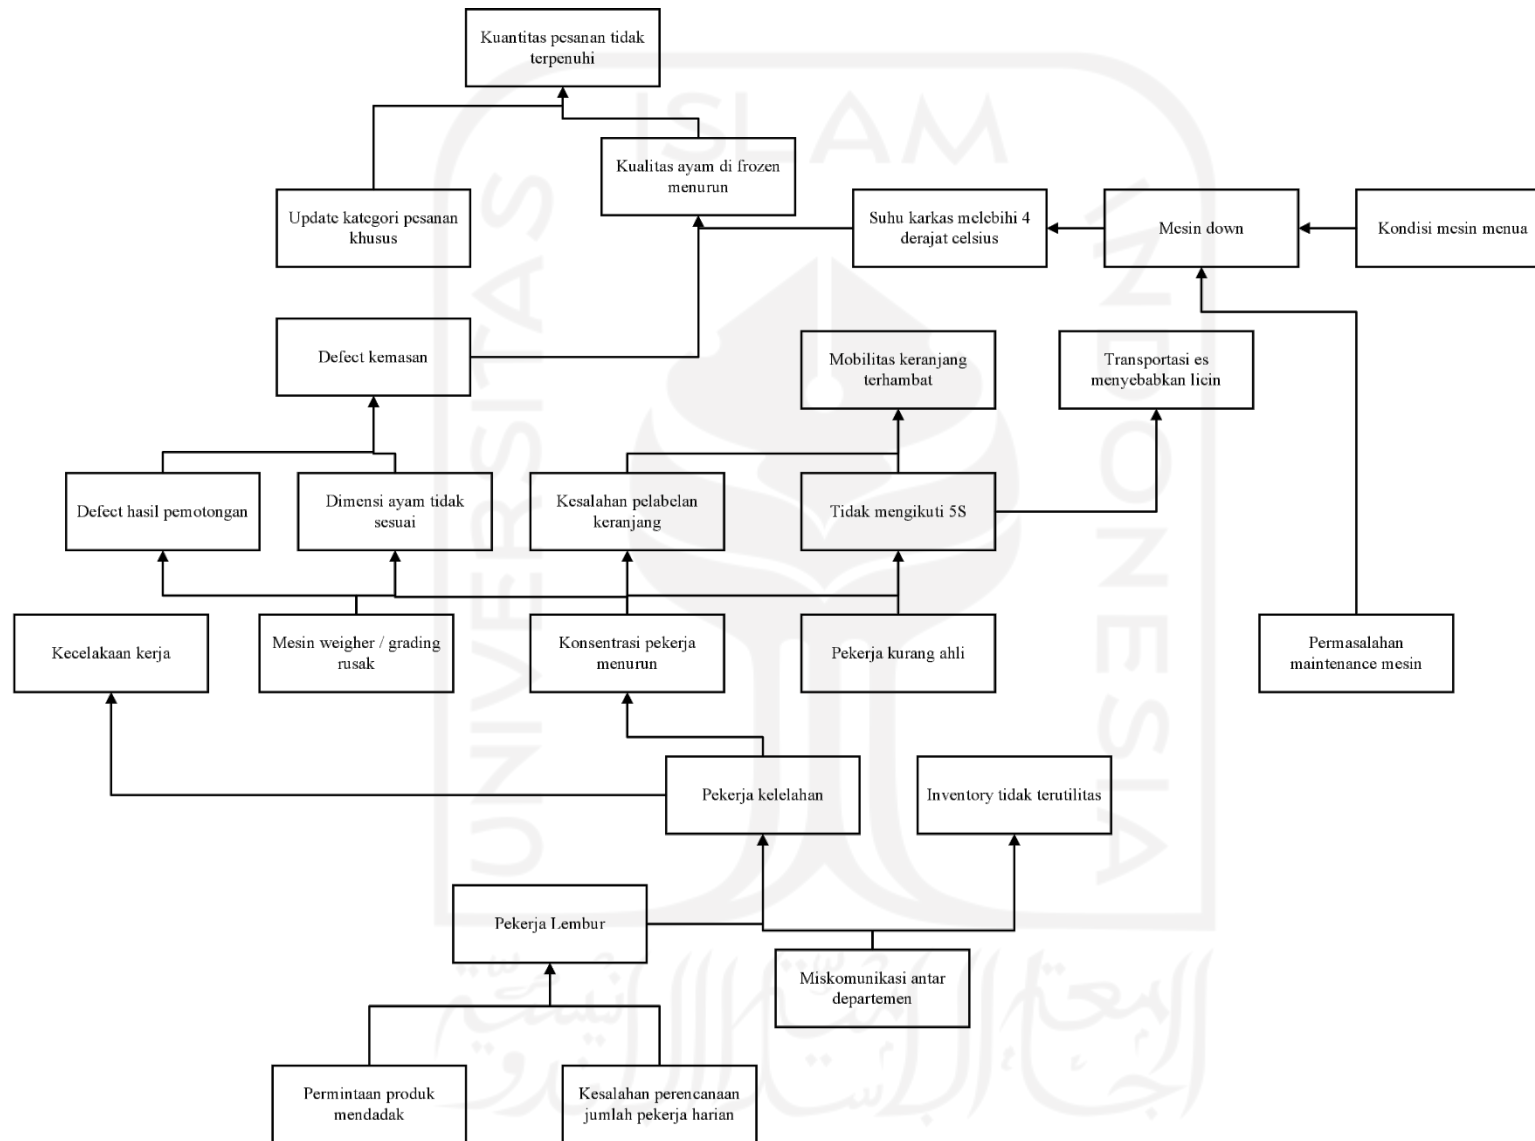 Kuantitas pesanan tidak
terpenuhi
ISLAM
Kualitas ayam di frozen
menurun
Update kategori pesanan
khusus
Suhu karkas melebihi 4
derajat celsius
Mesin down
Kondisi mesin menua
UNIVERSITAS
INDONESIA
Defect kemasan
Mobilitas keranjang
terhambat
Transportasi es
menyebabkan licin
Defect hasil pemotongan
Dimensi ayam tidak
sesuai
Kesalahan pelabelan
keranjang
Tidak mengikuti 5S
Kecelakaan kerja
Mesin weigher / grading
rusak
Konsentrasi pekerja
menurun
Pekerja kurang ahli
Permasalahan
maintenance mesin
Pekerja kelelahan
Inventory tidak terutilitas
Pekerja Lembur
Miskomunikasi antar
departemen
Permintaan produk
mendadak
Kesalahan perencanaan
jumlah pekerja harian